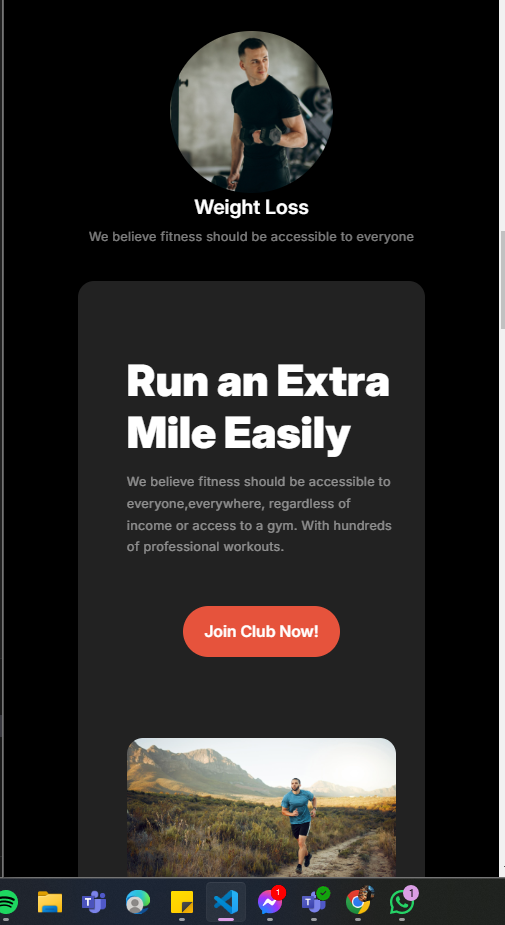 Weight Loss
We believe fitness should be accessible to everyone
Run an Extra
Mile Easily
We believe fitness should be accessible to
everyone,everywhere, regardless of
income or access to a gym. With hundreds
of professional workouts.
Join Club Now!
1
1